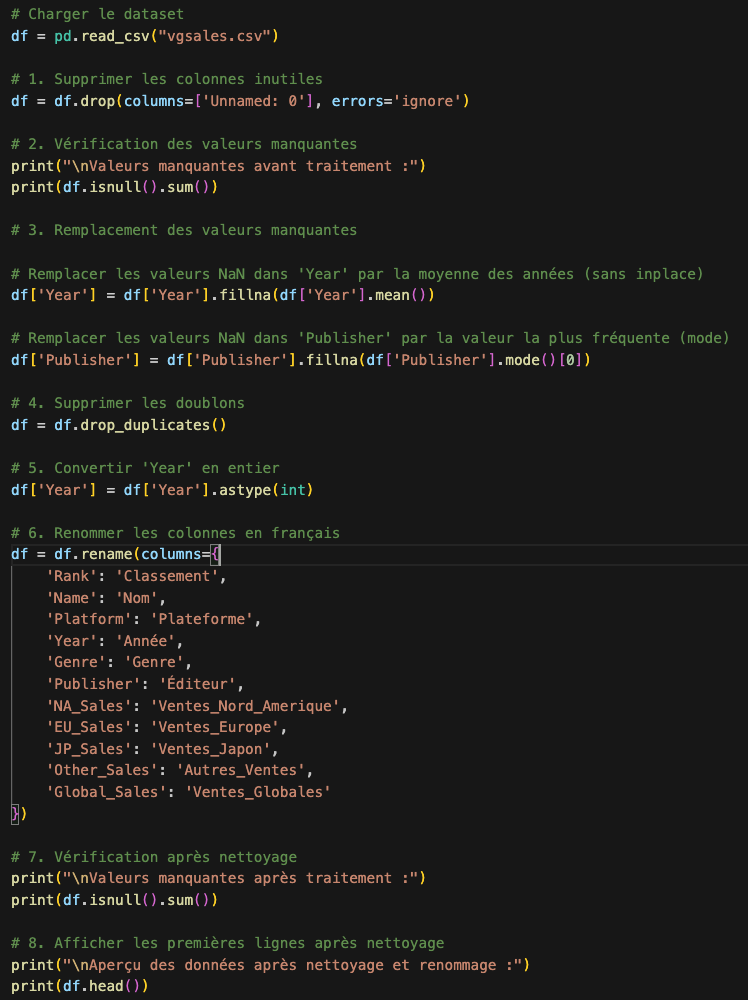 # Charger le dataset
df = pd.read_csv("vgsales.csv")
# 1. Supprimer les colonnes inutiles
df = df.drop(columns=['Unnamed: 0'], errors='ignore')
# 2. Vérification des valeurs manquantes
print("\nValeurs manquantes avant traitement :")
print(df.isnull().sum())
# 3. Remplacement des valeurs manquantes
# Remplacer les valeurs NaN dans 'Year' par la moyenne des années (sans inplace)
df['Year'] = df['Year'].fillna(df['Year'].mean())
# Remplacer les valeurs NaN dans 'Publisher' par la valeur la plus fréquente (mode)
df['Publisher'] = df['Publisher'].fillna(df['Publisher'].mode()[0])
# 4. Supprimer les doublons
df = df.drop_duplicates()
# 5. Convertir 'Year' en entier
df['Year'] = df['Year'].astype(int)
# 6. Renommer les colonnes en français
df = df.rename(columns={
    'Rank': 'Classement',
    'Name': 'Nom',
    'Platform': 'Plateforme',
    'Year': 'Année',
    'Genre': 'Genre',
    'Publisher': 'Éditeur',
    'NA_Sales': 'Ventes_Nord_Amerique',
    'EU_Sales': 'Ventes_Europe',
    'JP_Sales': 'Ventes_Japon',
    'Other_Sales': 'Autres_Ventes',
    'Global_Sales': 'Ventes_Globales'
})
# 7. Vérification après nettoyage
print("\nValeurs manquantes après traitement :")
print(df.isnull().sum())
# 8. Afficher les premières lignes après nettoyage
print("\nAperçu des données après nettoyage et renommage :")
print(df.head())